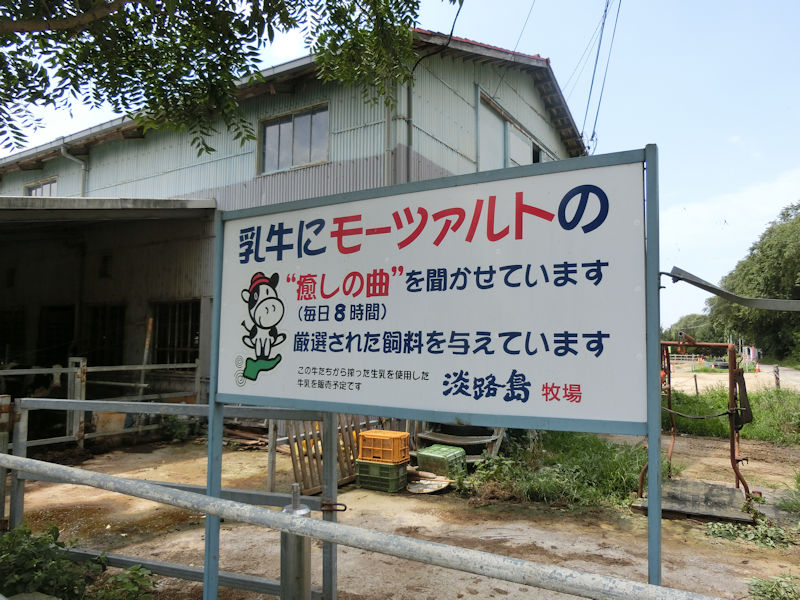 乳牛にモーツァルトの
“癒しの曲”を聞かせています
（毎日8時間）
厳選された飼料を与えています
この牛たちから搾った生乳を使用した
牛乳を販売予定です
淡路島 牧場